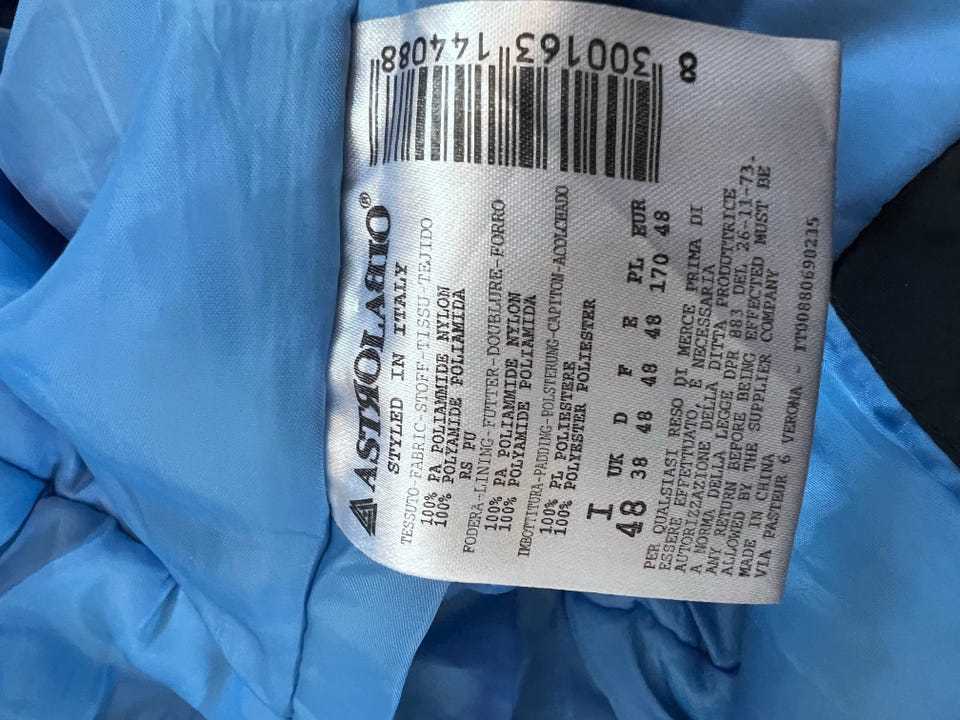 8 300163 144088
ASTROLABIO®
STYLED IN ITALY
TESSUTO-FABRIC-STOFF-TISSU TEJIDO
100% PA POLIAMMIDE NYLON
100% POLYAMIDE POLIAMIDA
RS PU
FODERA-LINING-FUTTER-DOUBLURE-FORRO
100% PA POLIAMMIDE NYLON
100% POLYAMIDE POLIAMIDA
IMBOTTITURA-PADDING-POLSTERUNG-CAPITON-ACOLCHADO
100% PL POLIESTERE
100% POLYESTER POLIESTER
I UK D F E PL EUR
48 38 48 48 48 170 48
PER QUALSIASI RESO DI MERCE PRIMA DI
ESSERE EFFETTUATO, E NECESSARIA
AUTORIZZAZIONE DELLA DITTA PRODUTTRICE
A NORMA DELLA LEGGE DPR 883 DEL 26-11-73-
ANY RETURN BEFORE BEING EFFECTED MUST BE
ALLOWED BY THE SUPPLIER COMPANY
MADE IN CHINA
VIA PASTEUR 6 VERONA - IT00880690215